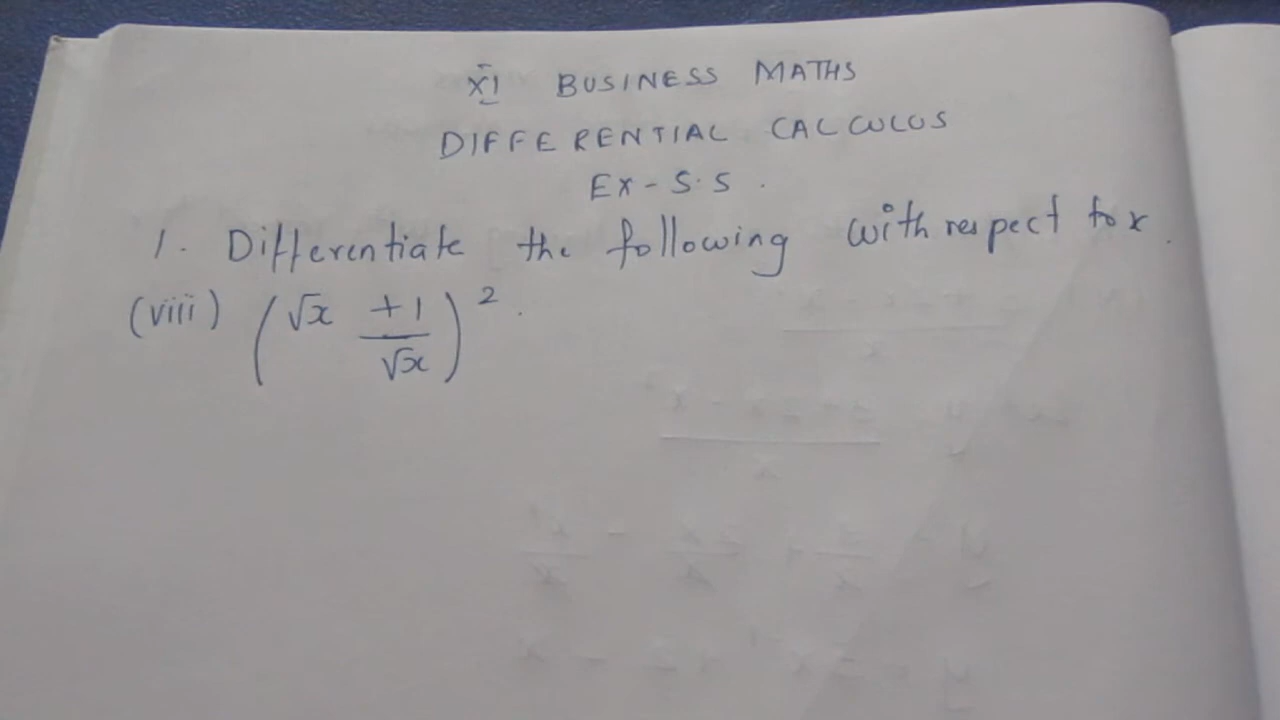 XI BUSINESS MATHS
DIFFERENTIAL CALCULUS
EX - 5.5.
1. Differentiate the following with respect to x.
(viii) (√x + 1/√x)².